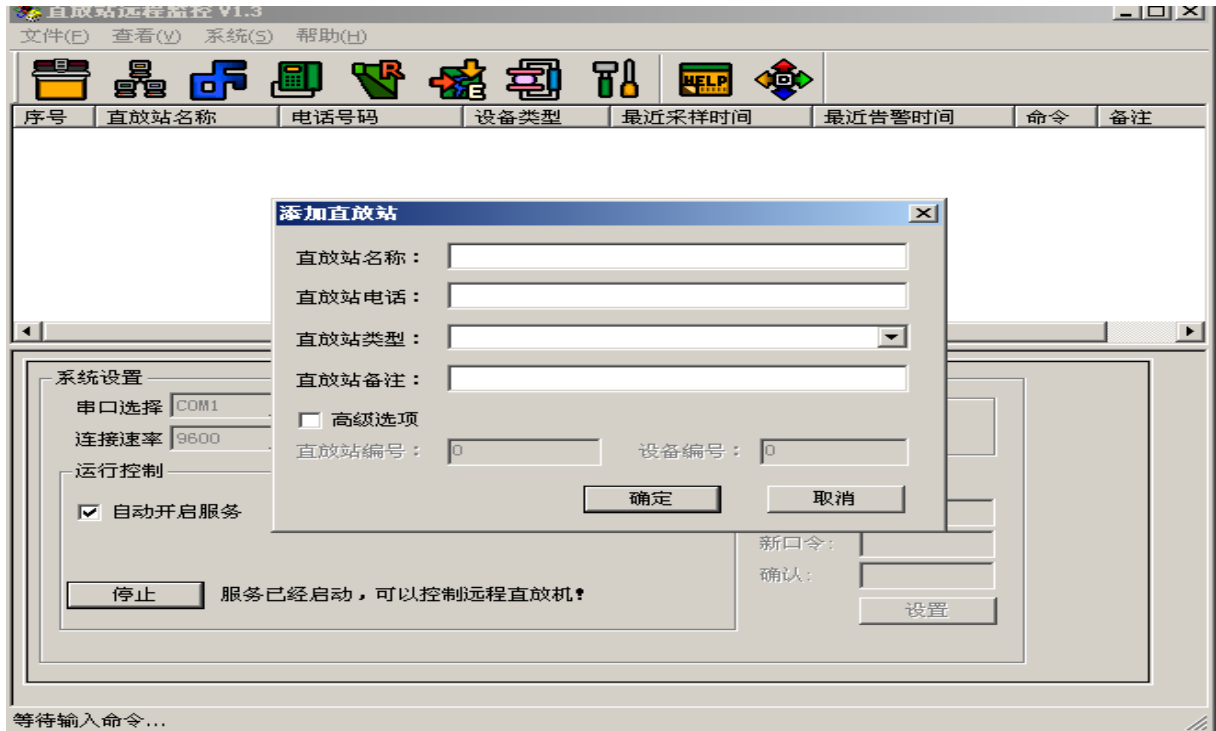 直放站远程监控 V1.3
文件(F) 查看(V) 系统(S) 帮助(H)
R E HELP
序号 直放站名称 电话号码 设备类型 最近采样时间 最近告警时间 命令 备注
添加直放站
直放站名称：
直放站电话：
直放站类型：
直放站备注：
高级选项
直放站编号： 0 设备编号： 0
确定 取消
系统设置
串口选择 COM1
连接速率 9600
运行控制
自动开启服务
新口令:
确认:
停止 服务已经启动，可以控制远程直放机！
设置
等待输入命令...